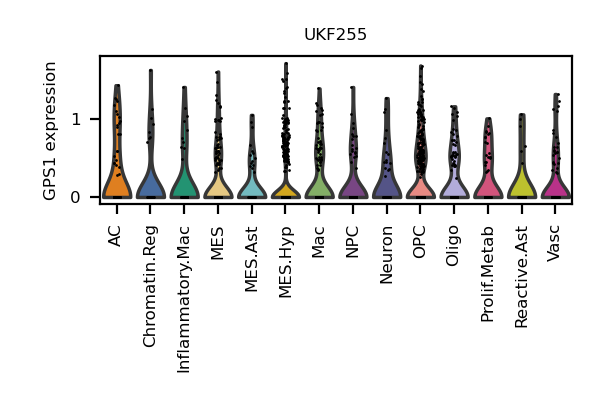 UKF255
GPS1 expression
1
0
AC
Chromatin.Reg
Inflammatory.Mac
MES
MES.Ast
MES.Hyp
Mac
NPC
Neuron
OPC
Oligo
Prolif.Metab
Reactive.Ast
Vasc